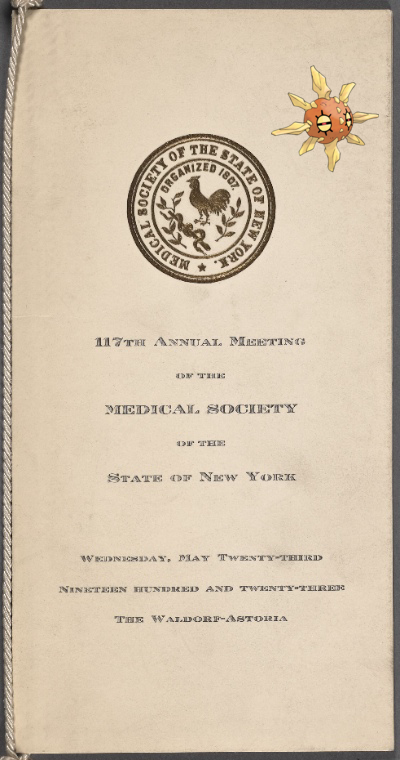 MEDICAL SOCIETY OF THE STATE OF NEW YORK.
ORGANIZED 1807.
117TH ANNUAL MEETING
OF THE
MEDICAL SOCIETY
OF THE
STATE OF NEW YORK
WEDNESDAY, MAY TWENTY-THIRD
NINETEEN HUNDRED AND TWENTY-THREE
THE WALDORF-ASTORIA